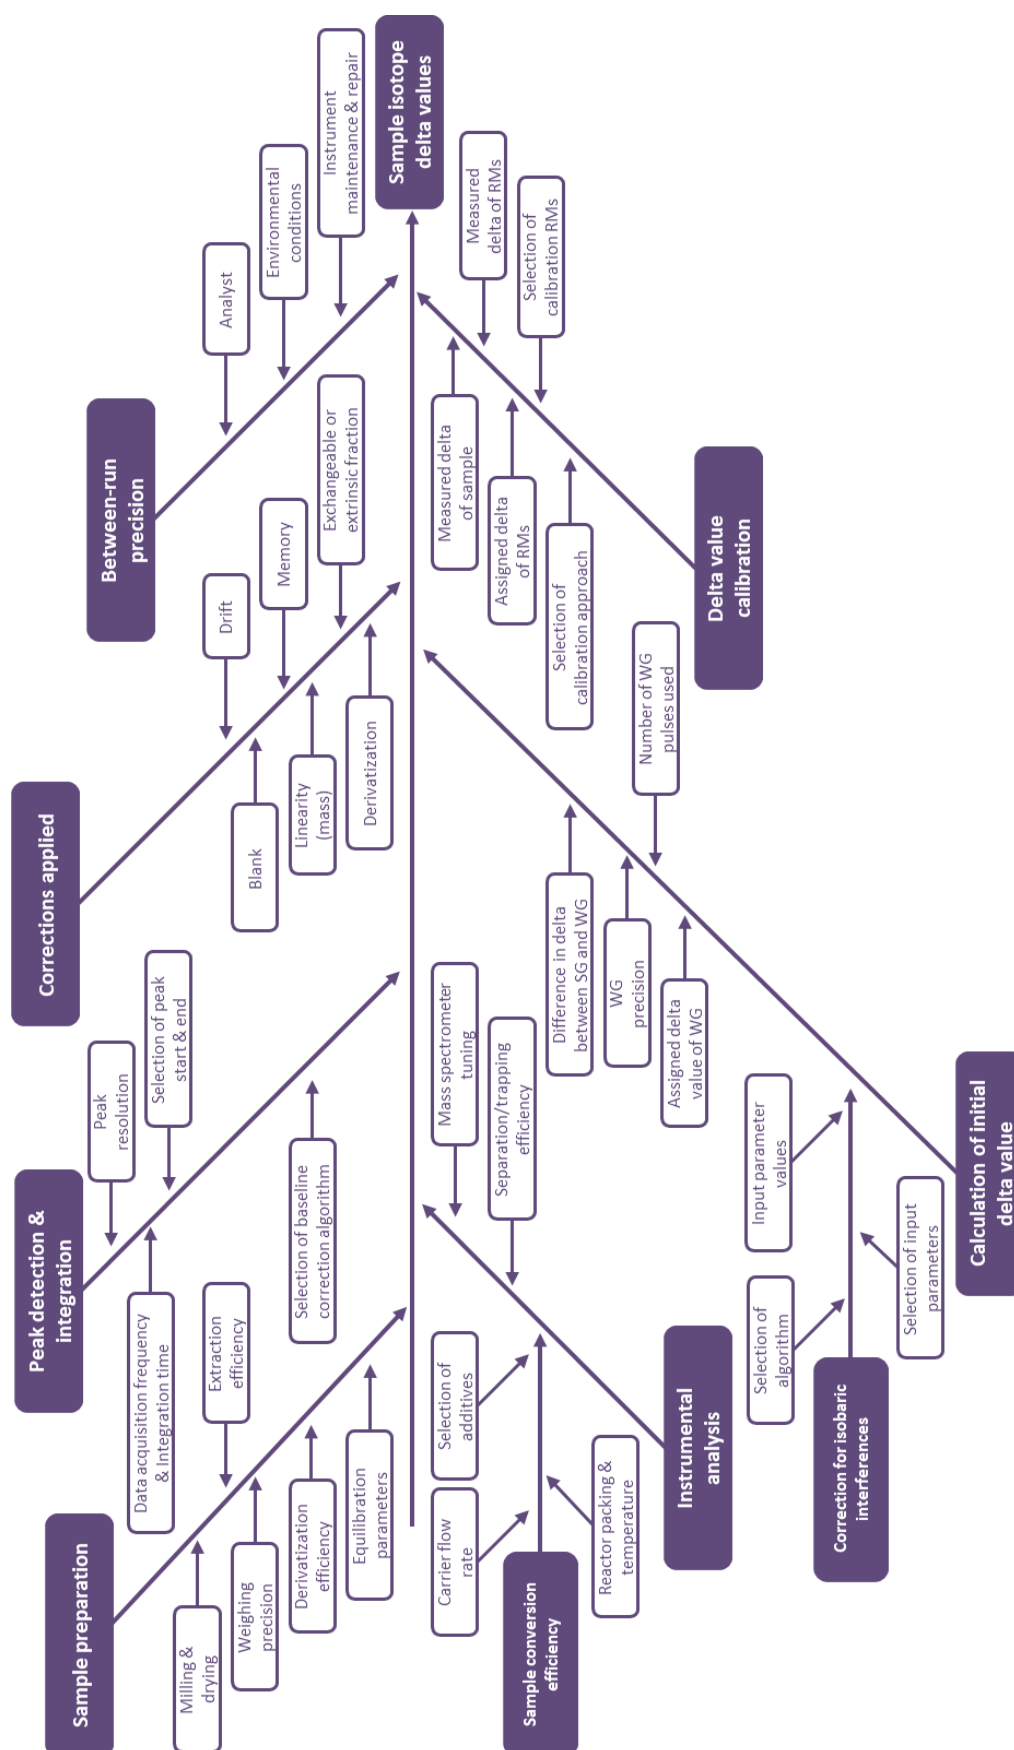 Sample preparation
Milling &
drying
Weighing
precision
Extraction
efficiency
Derivatization
efficiency
Equilibration
parameters
Peak detection &
integration
Peak
resolution
Data acquisition frequency
& Integration time
Selection of peak
start & end
Selection of baseline
correction algorithm
Corrections applied
Drift
Blank
Memory
Linearity
(mass)
Exchangeable or
extrinsic fraction
Derivatization
Between-run
precision
Analyst
Environmental
conditions
Instrument
maintenance & repair
Sample isotope
delta values
Instrumental
analysis
Sample conversion
efficiency
Carrier flow
rate
Selection of
additives
Reactor packing &
temperature
Mass spectrometer
tuning
Separation/trapping
efficiency
Calculation of initial
delta value
Correction for isobaric
interferences
Selection of
algorithm
Input parameter
values
Selection of input
parameters
Difference in delta
between SG and WG
WG
precision
Assigned delta
value of WG
Number of WG
pulses used
Delta value
calibration
Measured delta
of sample
Assigned delta
of RMs
Selection of
calibration approach
Measured
delta of RMs
Selection of
calibration RMs